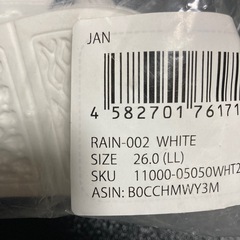 JAN
4 582701 76171
RAIN-002 WHITE
SIZE 26.0 (LL)
SKU 11000-05050WHT2
ASIN: B0CCHMWY3M